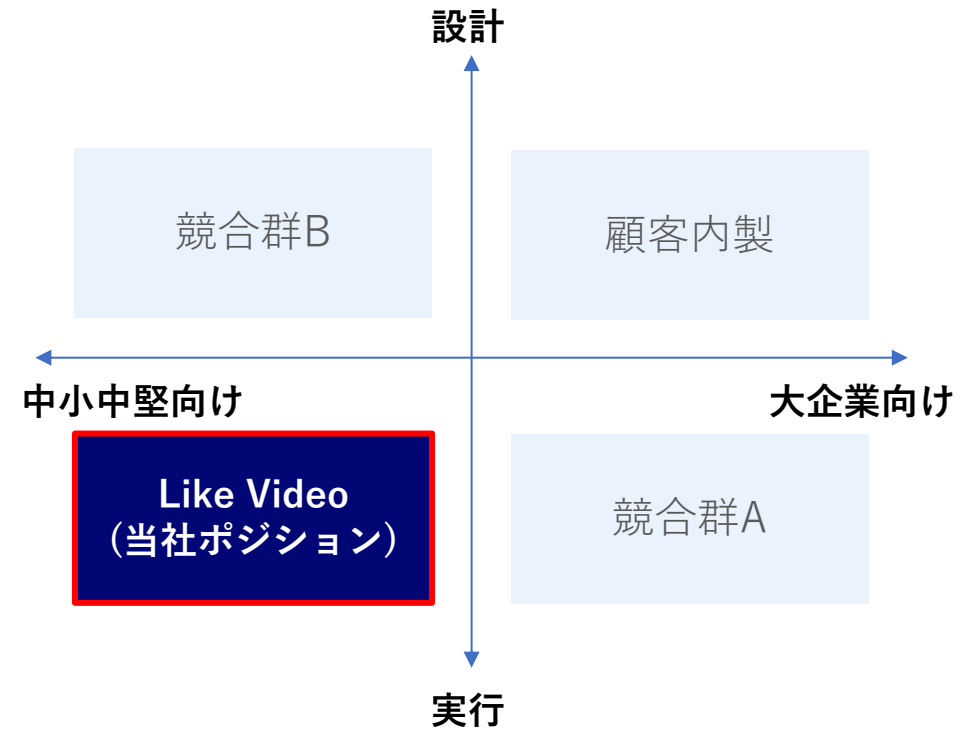 設計
競合群B
顧客内製
中小中堅向け
大企業向け
Like Video
(当社ポジション)
競合群A
実行